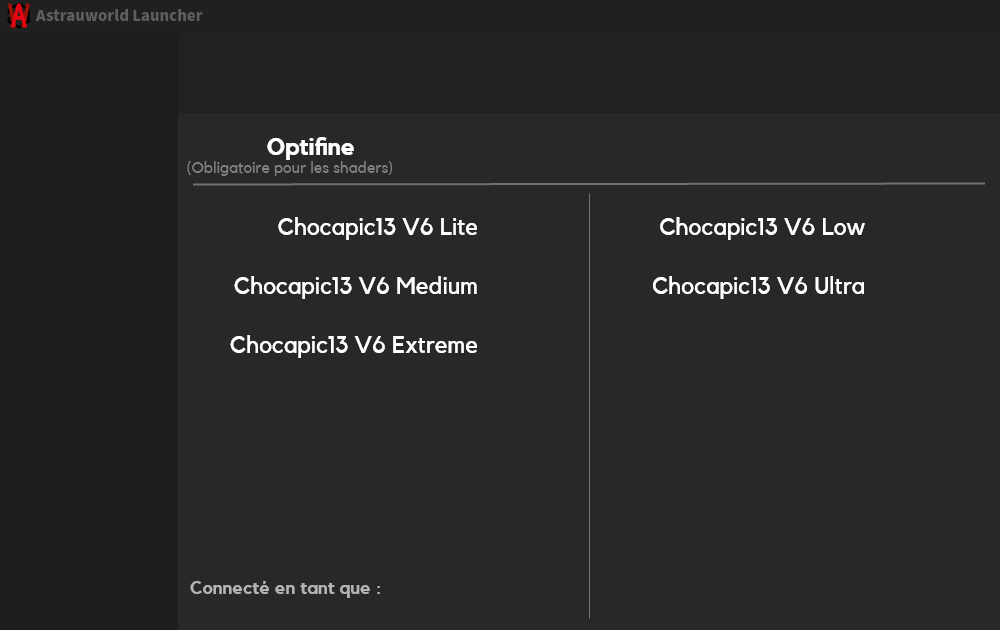 Astrauworld Launcher
Optifine
(Obligatoire pour les shaders)
Chocapic13 V6 Lite
Chocapic13 V6 Low
Chocapic13 V6 Medium
Chocapic13 V6 Ultra
Chocapic13 V6 Extreme
Connecté en tant que :